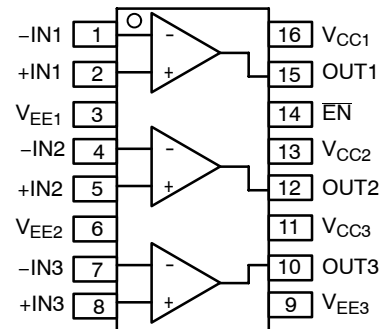 −IN1 1 − 16 VCC1
+IN1 2 + 15 OUT1
VEE1 3 14 E̅N̅
−IN2 4 − 13 VCC2
+IN2 5 + 12 OUT2
VEE2 6 11 VCC3
−IN3 7 − 10 OUT3
+IN3 8 + 9 VEE3